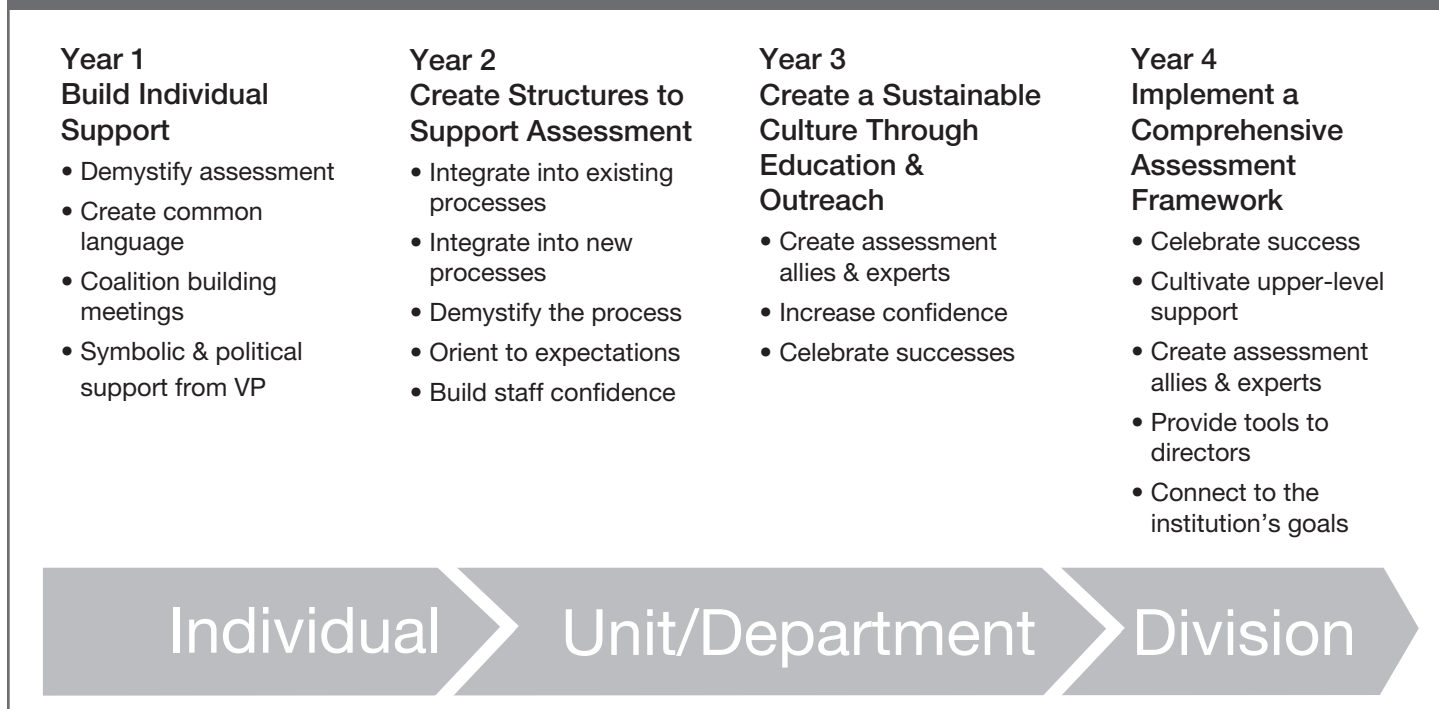 Year 1
Build Individual
Support
• Demystify assessment
• Create common
language
• Coalition building
meetings
• Symbolic & political
support from VP
Year 2
Create Structures to
Support Assessment
• Integrate into existing
processes
• Integrate into new
processes
• Demystify the process
• Orient to expectations
• Build staff confidence
Year 3
Create a Sustainable
Culture Through
Education &
Outreach
• Create assessment
allies & experts
• Increase confidence
• Celebrate successes
Year 4
Implement a
Comprehensive
Assessment
Framework
• Celebrate success
• Cultivate upper-level
support
• Create assessment
allies & experts
• Provide tools to
directors
• Connect to the
institution’s goals
Individual
Unit/Department
Division